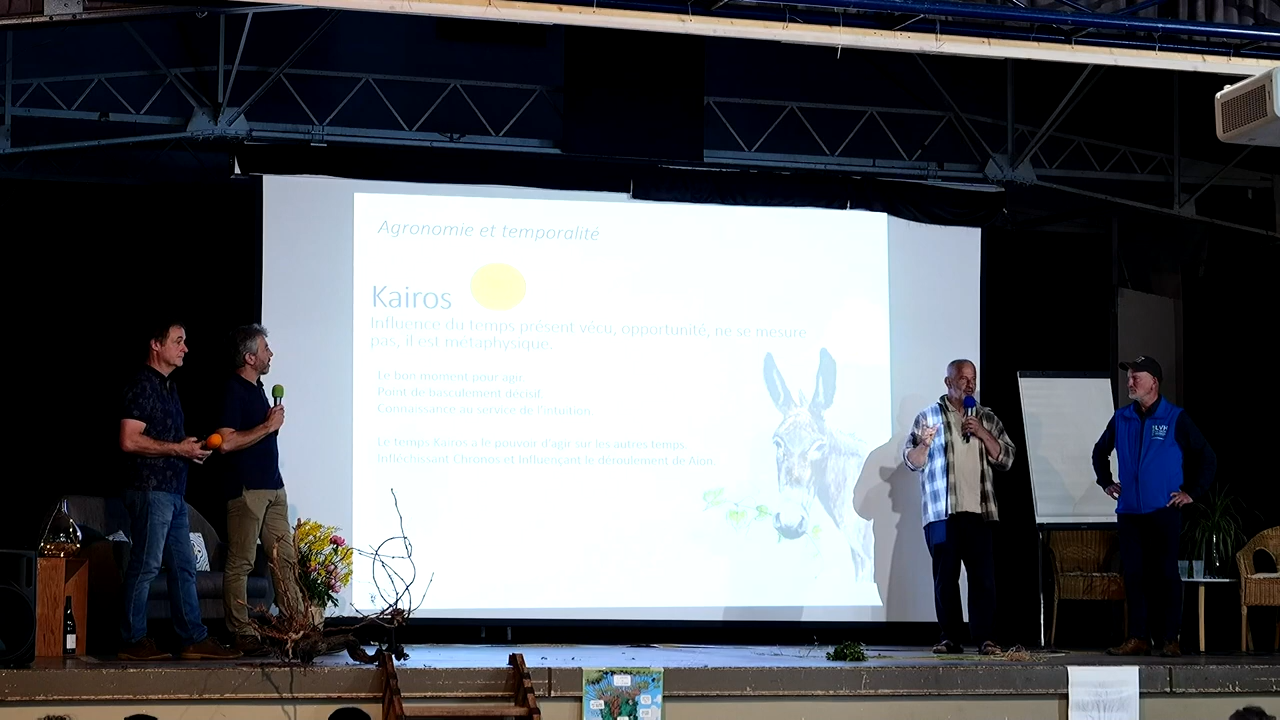 Agronomie et temporalité
Kairos
Influence du temps présent vécu, opportunité, ne se mesure
pas, il est métaphysique.
Le bon moment pour agir.
Point de basculement décisif.
Connaissance au service de l'intuition.
Le temps Kairos a le pouvoir d'agir sur les autres temps.
Infléchissant Chronos et influençant le déroulement de Aiôn.
LVH